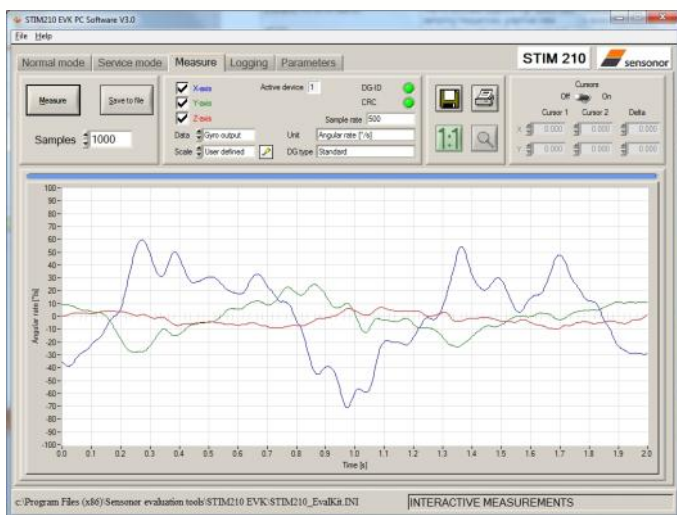 STIM210 EVK PC Software V3.0
File Help
Normal mode Service mode Measure Logging Parameters
STIM 210 sensonor
Measure Save to file
Samples 1000
X-axis Active device 1 DG-ID
Y-axis CRC
Z-axis Sample rate 500
Data Gyro output Unit Angular rate [°/s]
Scale User defined DG type Standard
1:1
Cursors
Off On
Cursor 1 Cursor 2 Delta
X 0.000 0.000 0.000
Y 0.000 0.000 0.000
100
90
80
70
60
50
40
30
20
10
0
-10
-20
-30
-40
-50
-60
-70
-80
-90
-100
Angular rate [°/s]
0.0 0.1 0.2 0.3 0.4 0.5 0.6 0.7 0.8 0.9 1.0 1.1 1.2 1.3 1.4 1.5 1.6 1.7 1.8 1.9 2.0
Time [s]
c:\Program Files (x86)\Sensonor evaluation tools\STIM210 EVK\STIM210_EvalKit.INI INTERACTIVE MEASUREMENTS